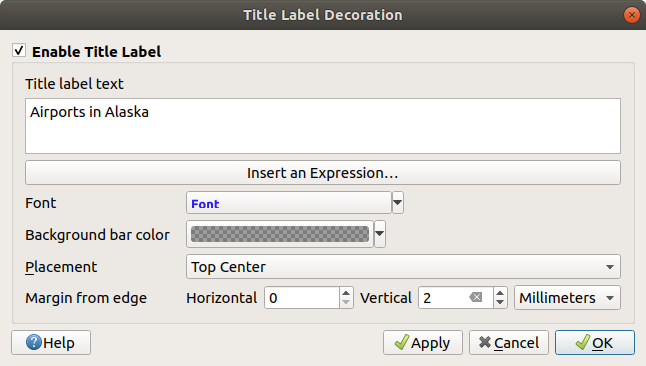 Title Label Decoration
Enable Title Label
Title label text
Airports in Alaska
Insert an Expression...
Font Font
Background bar color
Placement Top Center
Margin from edge Horizontal 0 Vertical 2 Millimeters
Help Apply Cancel OK